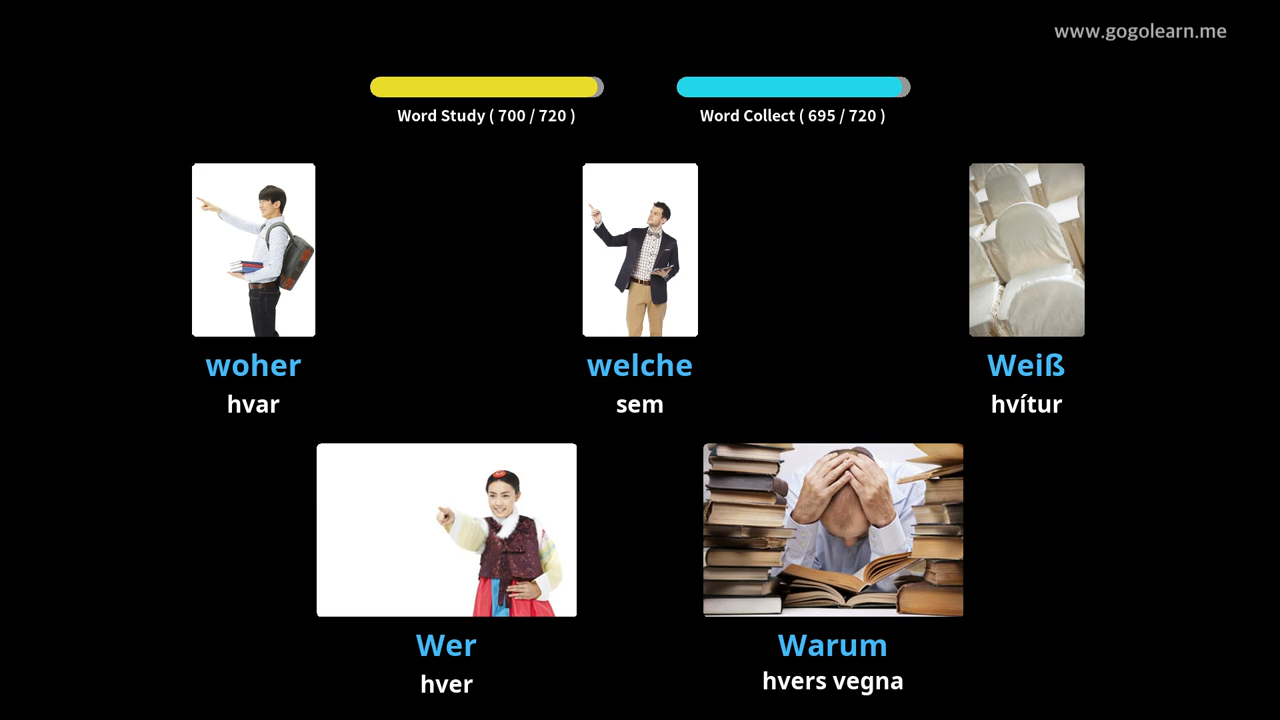 www.gogolearn.me
Word Study ( 700 / 720 )
Word Collect ( 695 / 720 )
woher
hvar
welche
sem
Weiß
hvítur
Wer
hver
Warum
hvers vegna